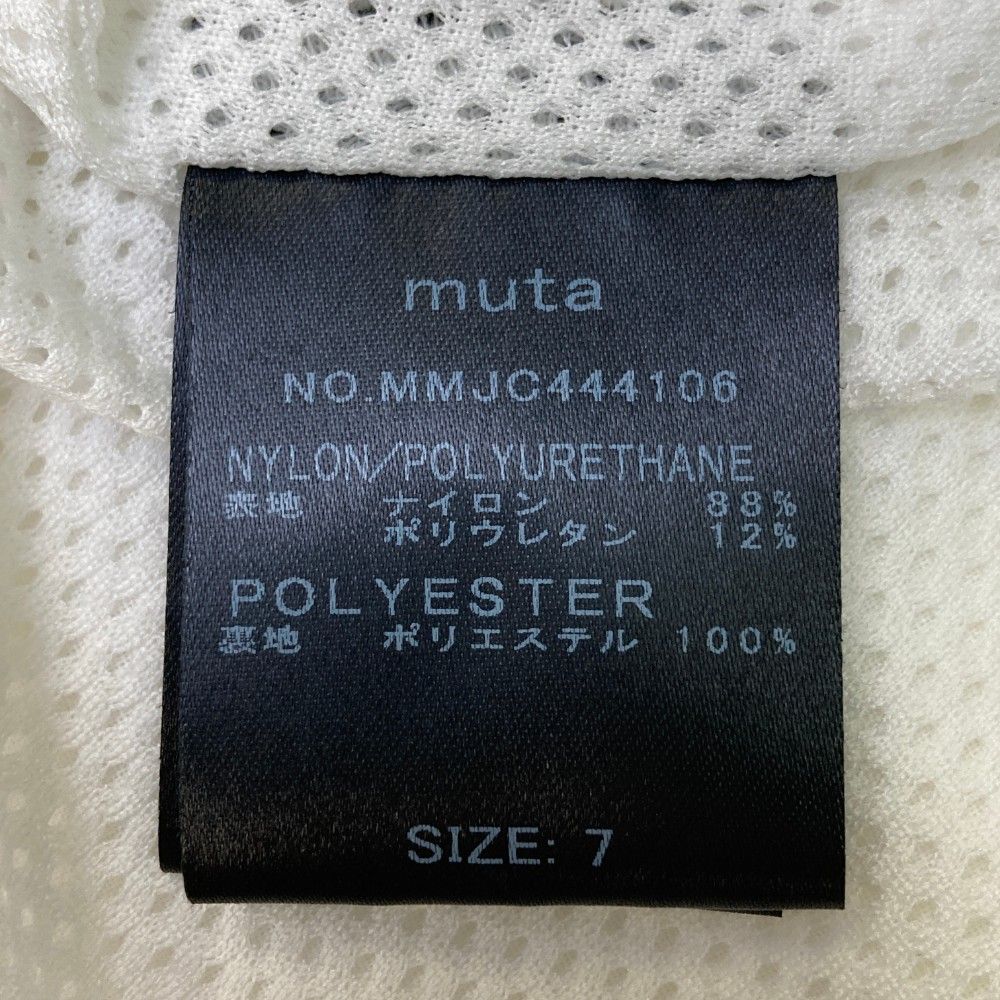 muta
NO.MMJC444106
NYLON/POLYURETHANE
表地 ナイロン 88%
ポリウレタン 12%
POLYESTER
裏地 ポリエステル 100%
SIZE: 7